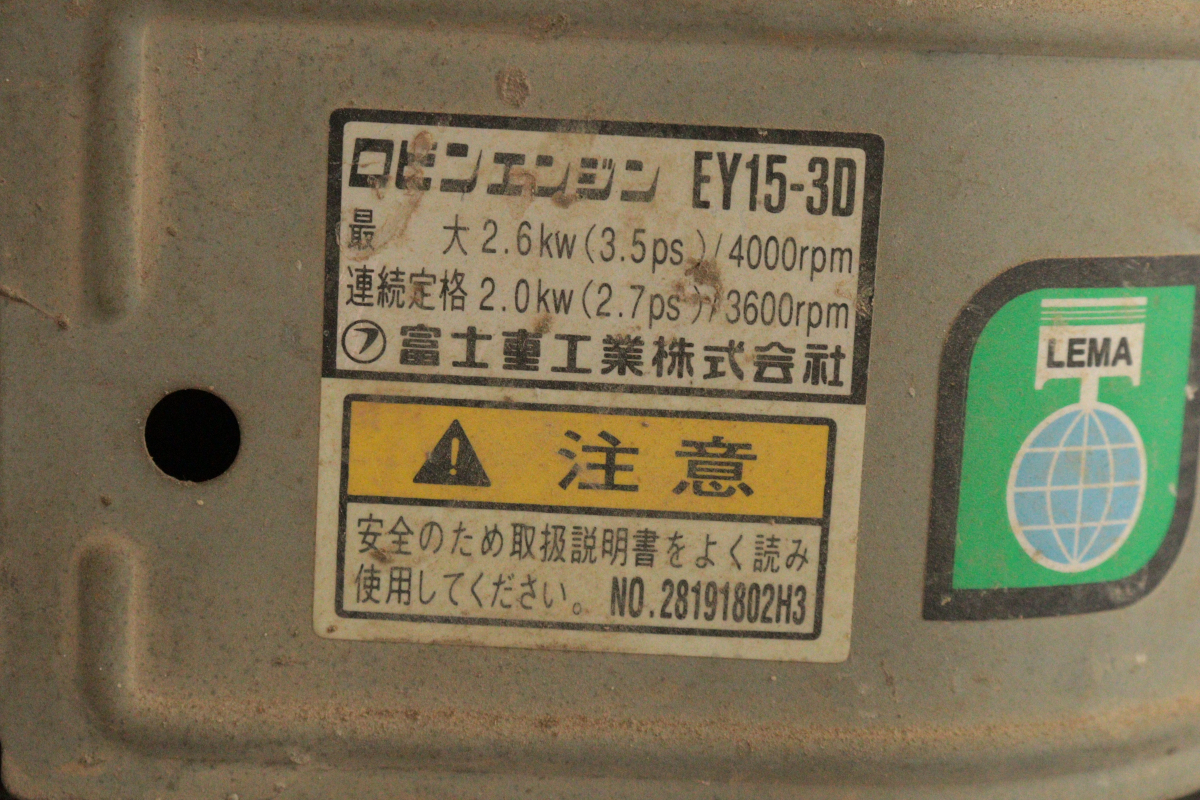 ロビンエンジン EY15-3D
最 大 2.6kw(3.5ps)/4000rpm
連続定格 2.0kw(2.7ps)/3600rpm
フ 富士重工業株式会社
注意
安全のため取扱説明書をよく読み
使用してください。 NO.28191802H3
LEMA